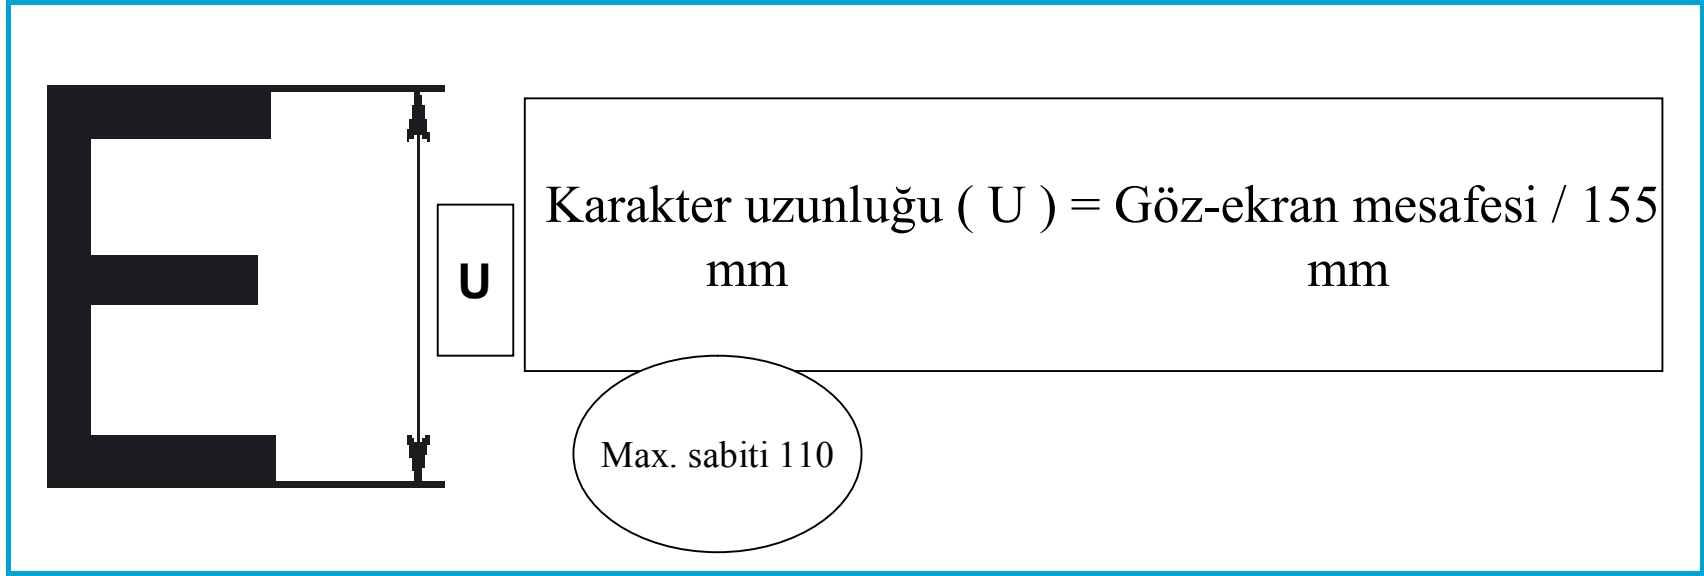 U
Karakter uzunluğu ( U ) = Göz-ekran mesafesi / 155
mm mm
Max. sabiti 110